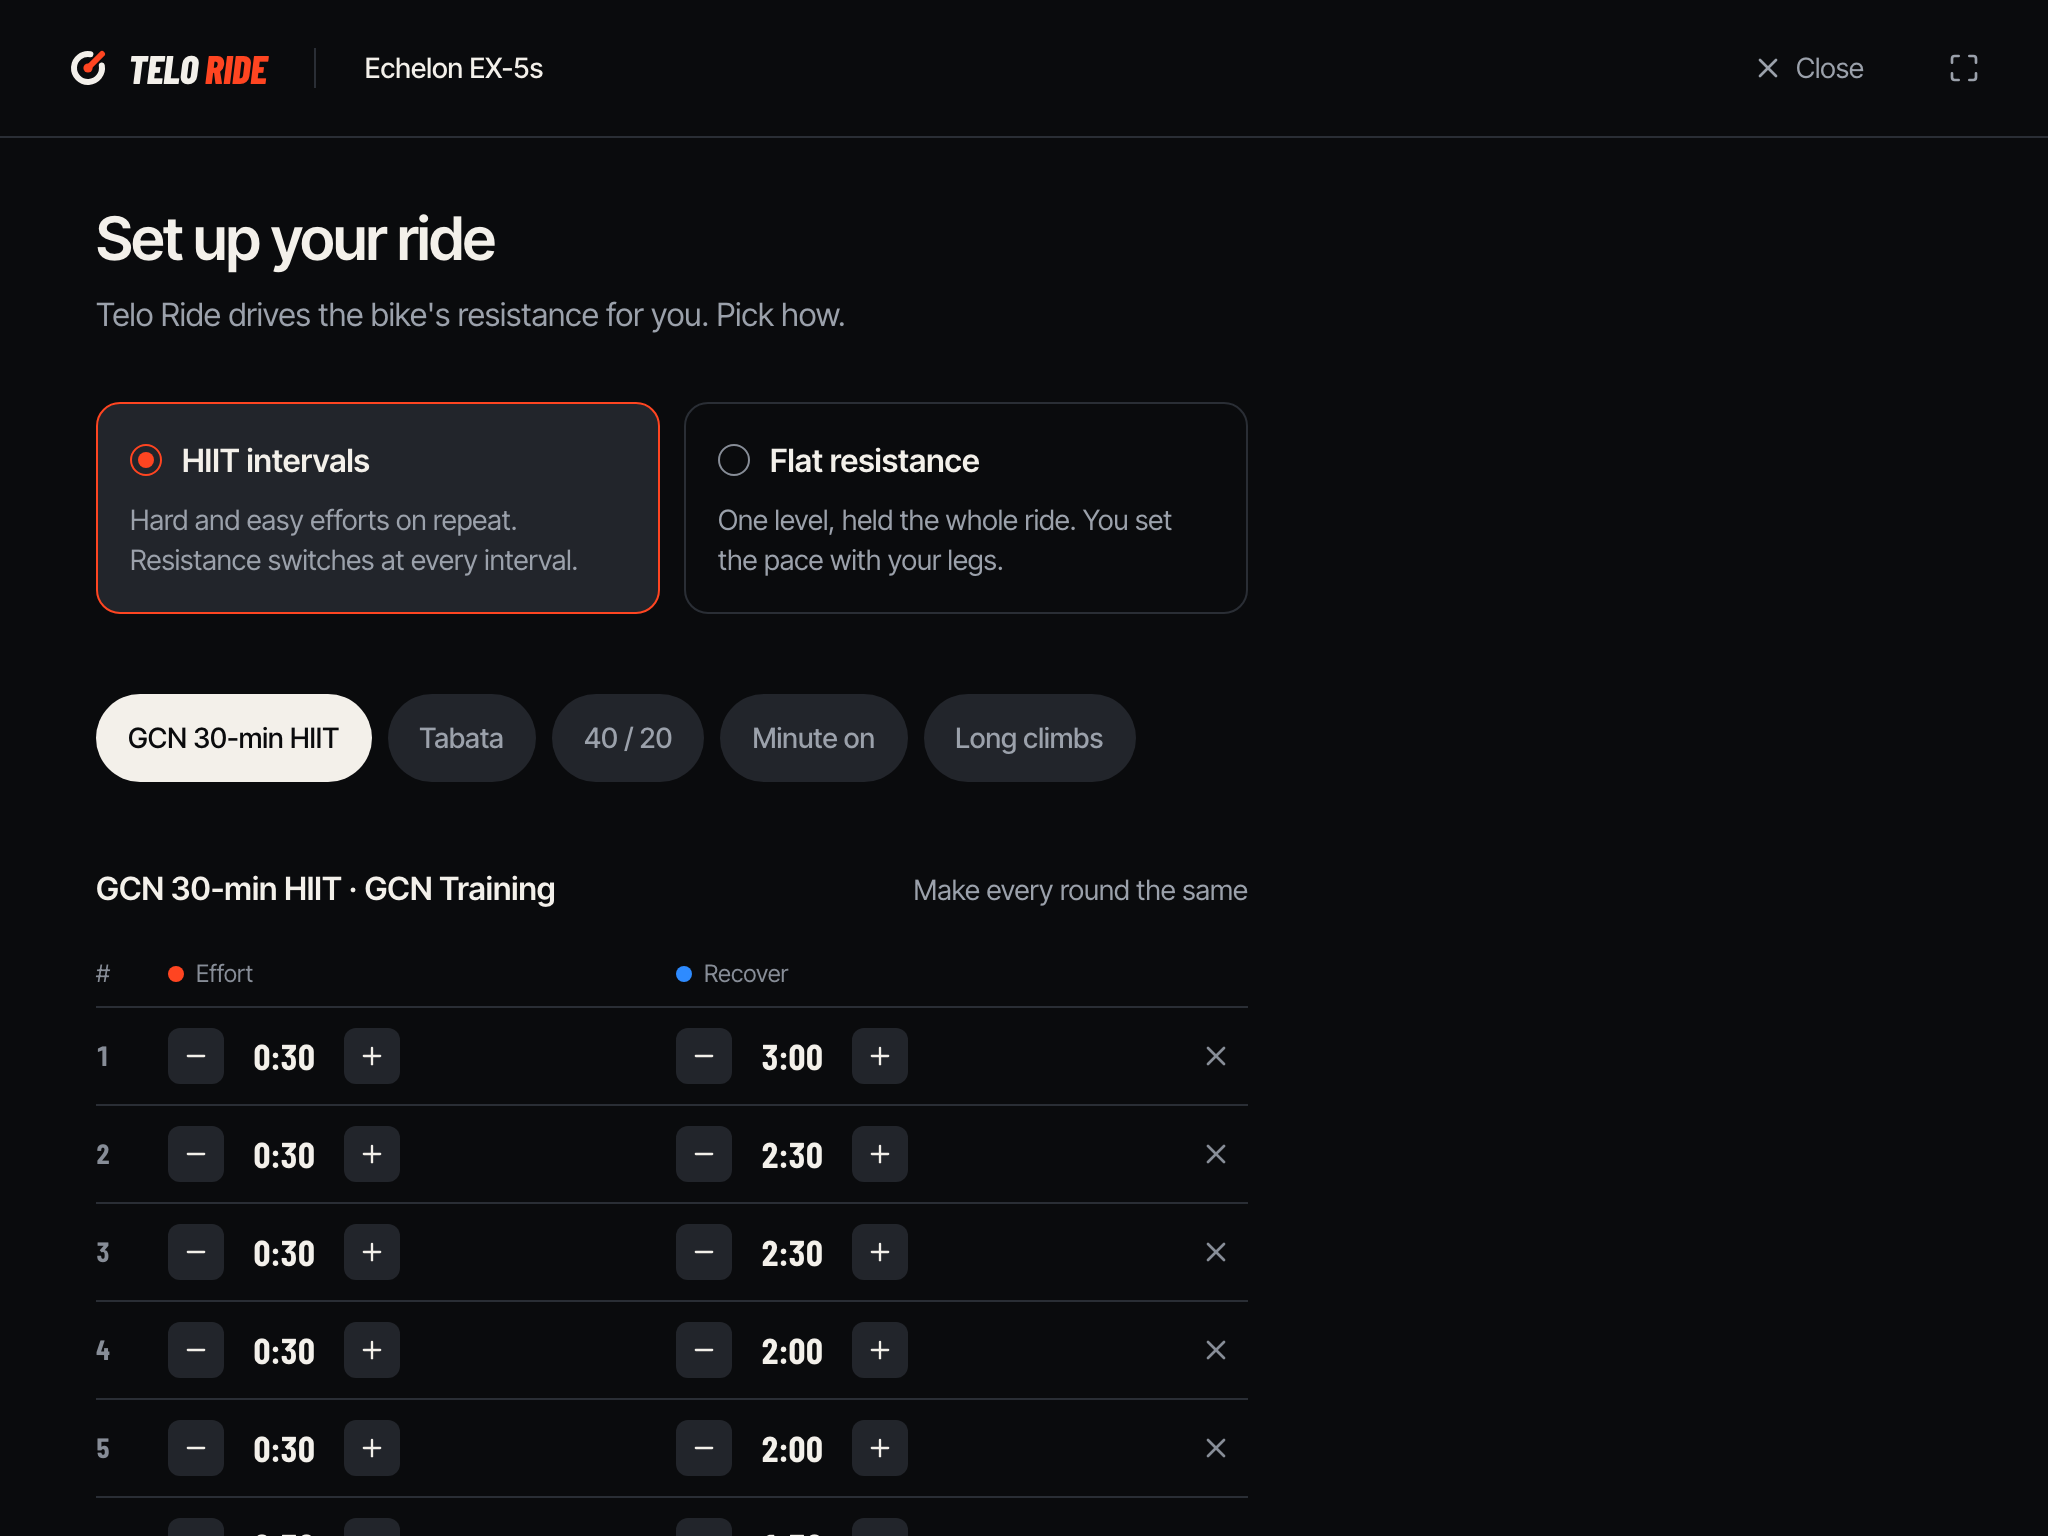 TELO RIDE
Echelon EX-5s
Close
Set up your ride
Telo Ride drives the bike's resistance for you. Pick how.
HIIT intervals
Hard and easy efforts on repeat.
Resistance switches at every interval.
Flat resistance
One level, held the whole ride. You set
the pace with your legs.
GCN 30-min HIIT
Tabata
40 / 20
Minute on
Long climbs
GCN 30-min HIIT · GCN Training
Make every round the same
# Effort Recover
1 − 0:30 + − 3:00 + ×
2 − 0:30 + − 2:30 + ×
3 − 0:30 + − 2:30 + ×
4 − 0:30 + − 2:00 + ×
5 − 0:30 + − 2:00 + ×